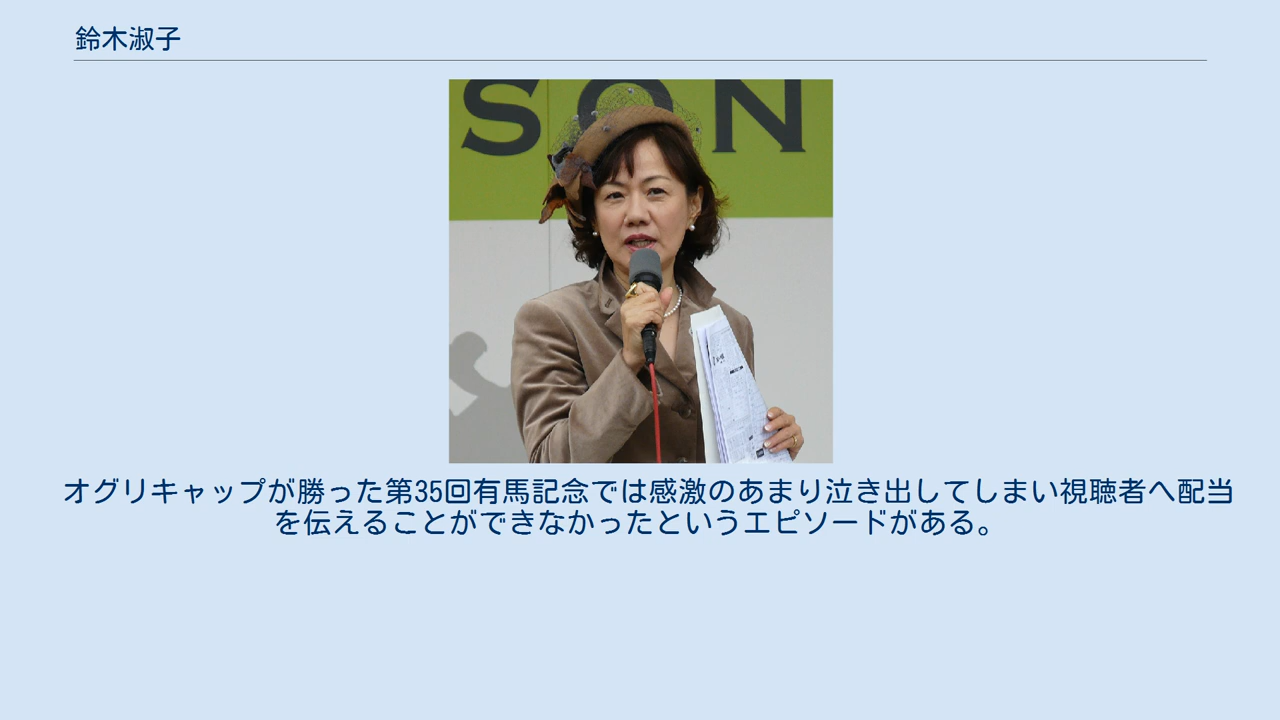 鈴木淑子
SON
オグリキャップが勝った第35回有馬記念では感激のあまり泣き出してしまい視聴者へ配当
を伝えることができなかったというエピソードがある。